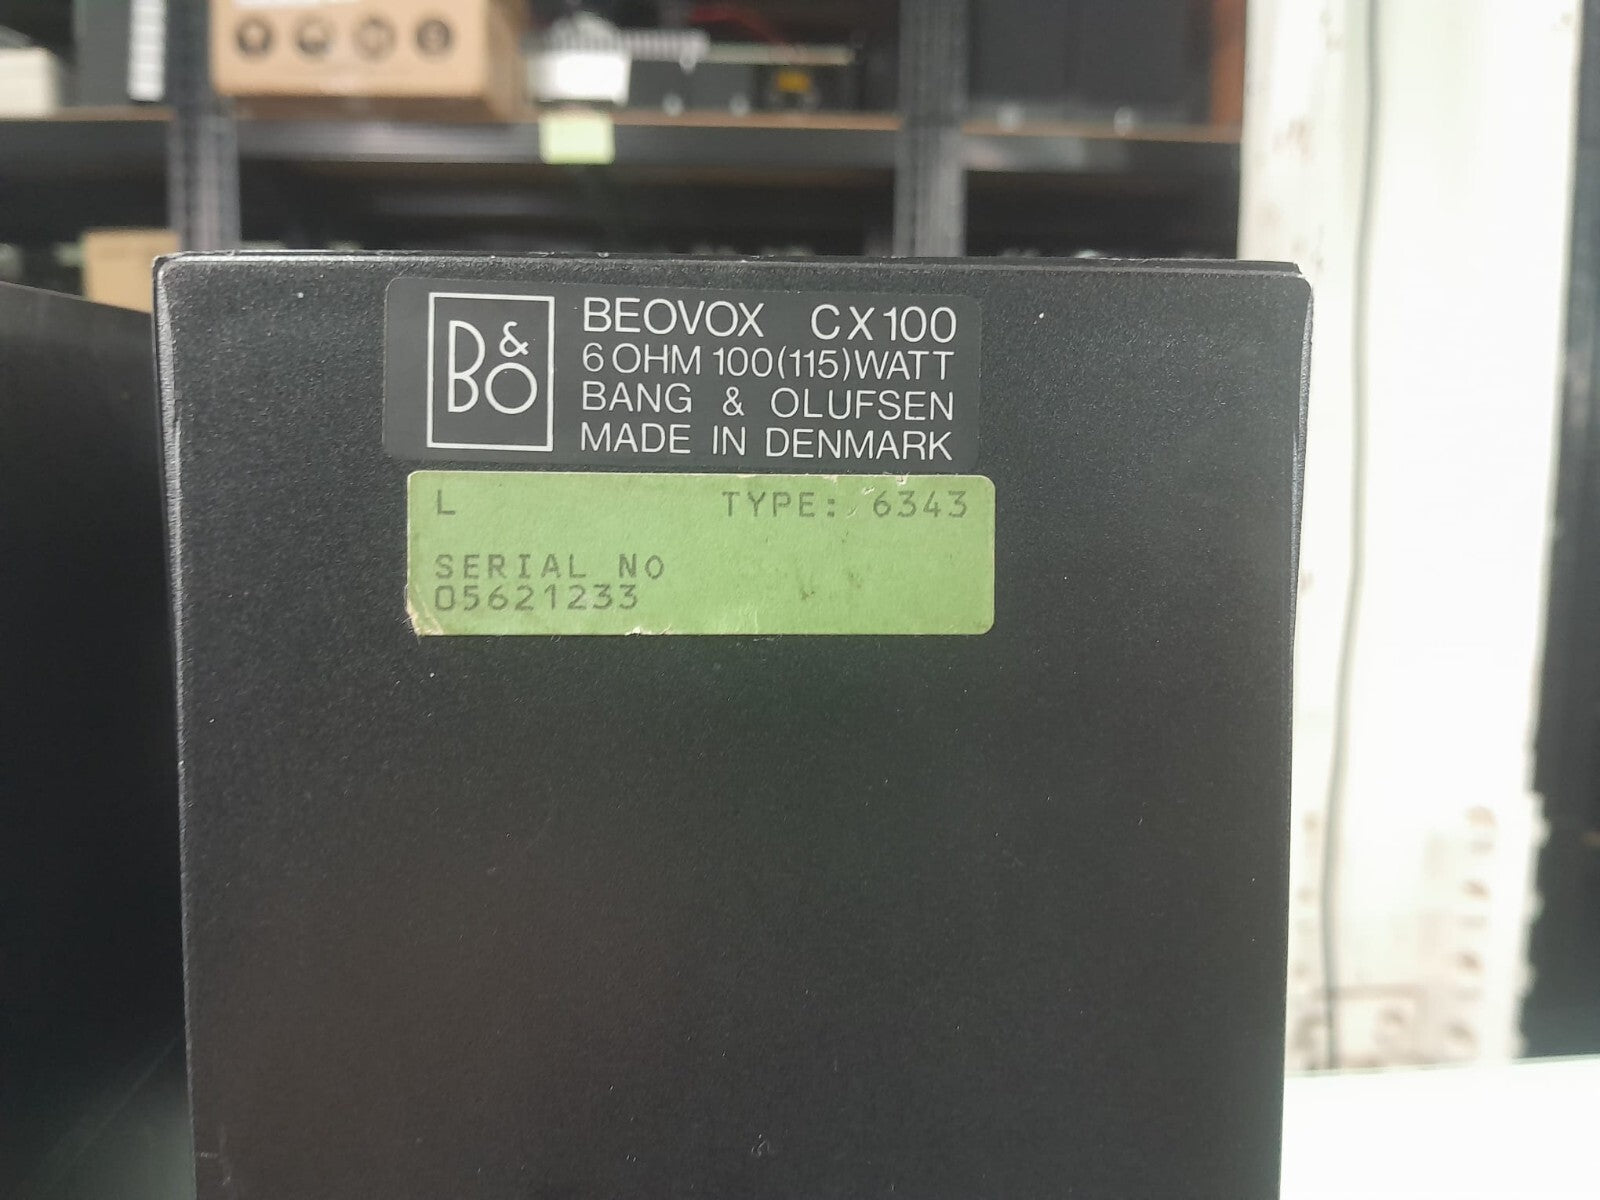 B&O
BEOVOX CX100
6 OHM 100(115)WATT
BANG & OLUFSEN
MADE IN DENMARK
L TYPE: 6343
SERIAL NO
05621233